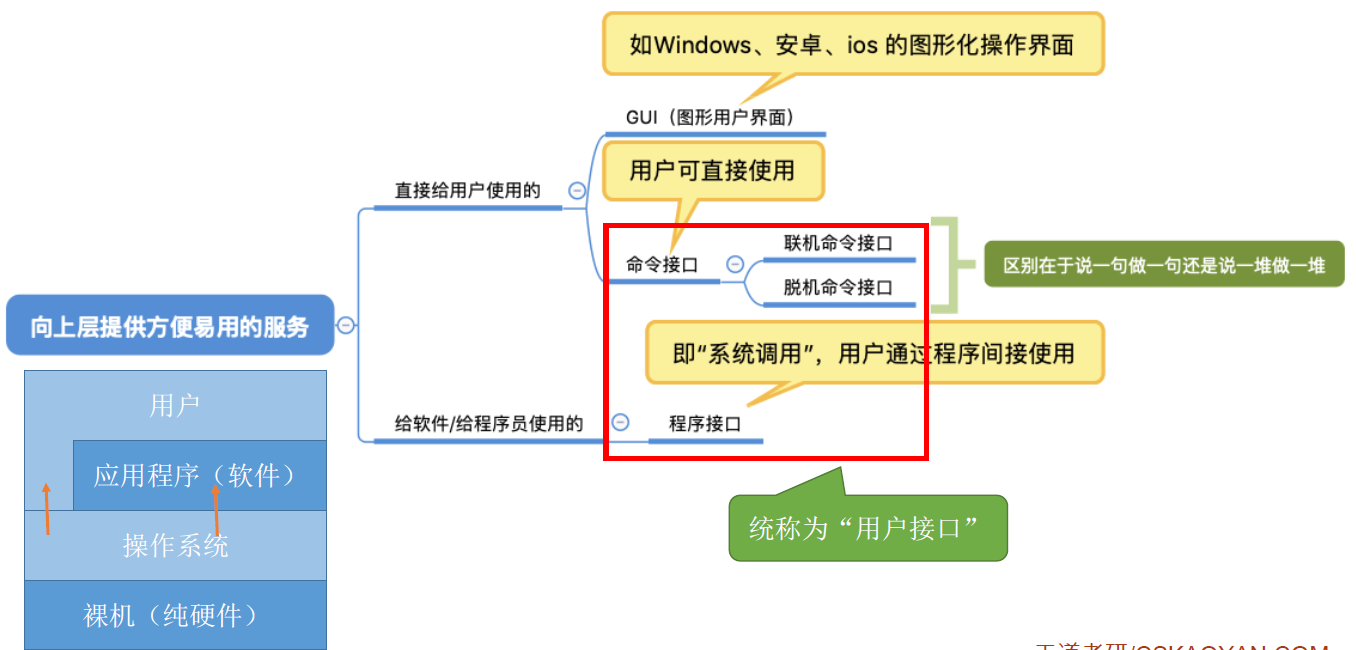 如Windows、安卓、ios 的图形化操作界面
GUI（图形用户界面）
用户可直接使用
直接给用户使用的
联机命令接口
命令接口
脱机命令接口
区别在于说一句做一句还是说一堆做一堆
向上层提供方便易用的服务
即“系统调用”，用户通过程序间接使用
给软件/给程序员使用的
程序接口
统称为“用户接口”
用户
应用程序（软件）
操作系统
裸机（纯硬件）
王道考研/CSKAOYAN.COM